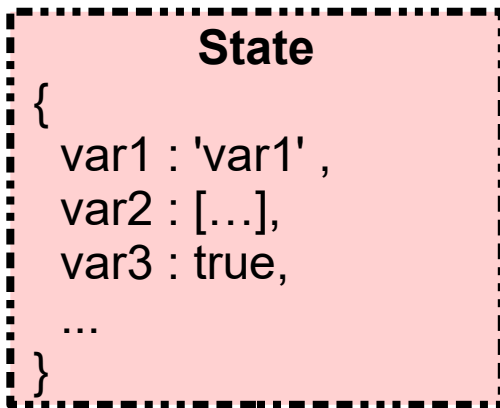 State
{
var1 : 'var1' ,
var2 : […],
var3 : true,
...
}